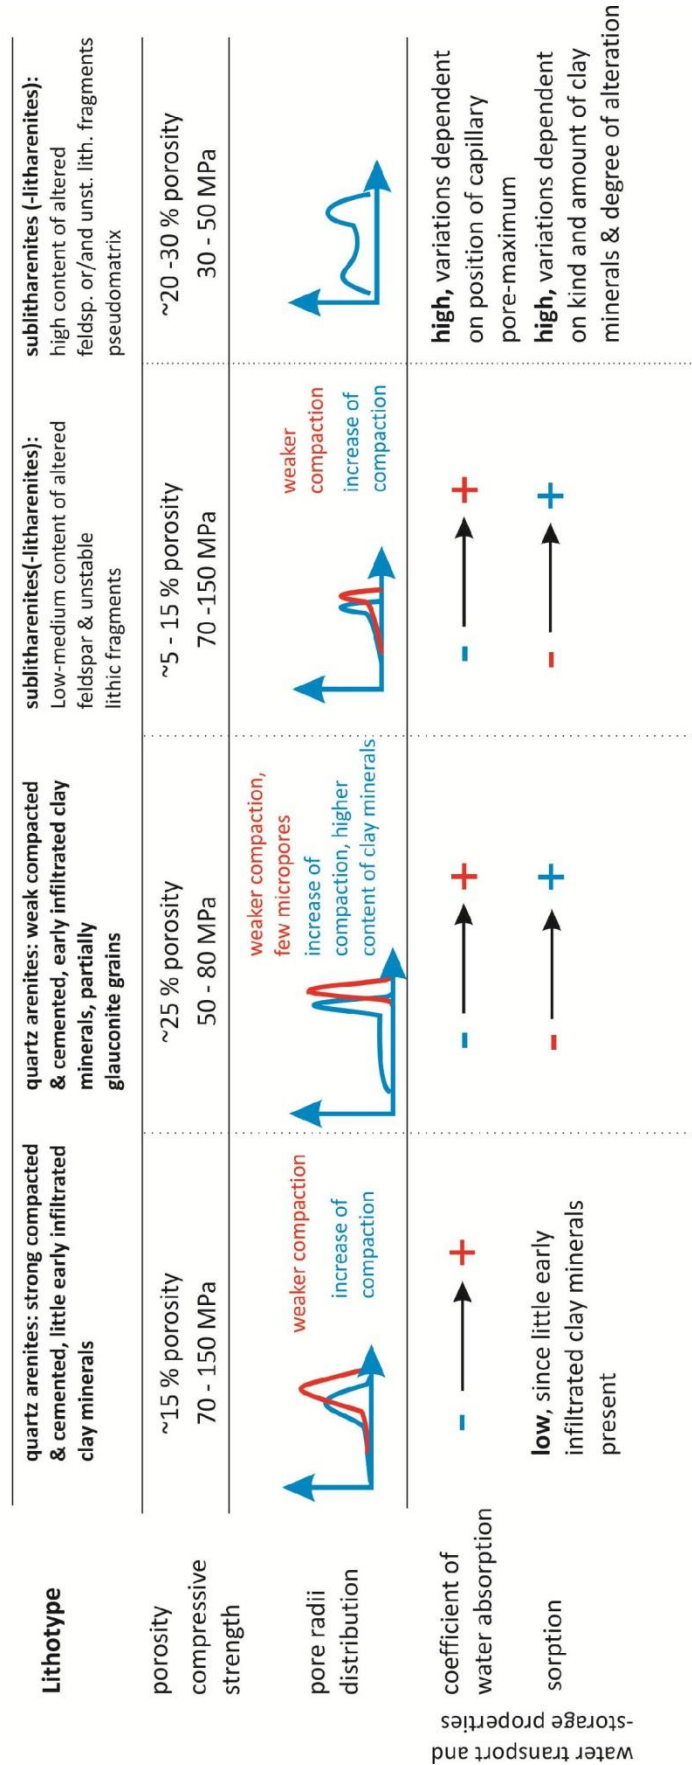 Lithotype
quartz arenites: strong compacted
& cemented, little early infiltrated
clay minerals
quartz arenites: weak compacted
& cemented, early infiltrated clay
minerals, partially
glauconite grains
sublitharenites(-litharenites):
Low-medium content of altered
feldspar & unstable
lithic fragments
sublitharenites (-litharenites):
high content of altered
feldsp. or/and unst. lith. fragments
pseudomatrix
porosity
compressive
strength
~15 % porosity
70 - 150 MPa
~25 % porosity
50 - 80 MPa
~5 - 15 % porosity
70 -150 MPa
~20 -30 % porosity
30 - 50 MPa
pore radii
distribution
weaker compaction
increase of
compaction
weaker compaction,
few micropores
increase of
compaction, higher
content of clay minerals
weaker
compaction
increase of
compaction
water transport and
-storage properties
coefficient of
water absorption
- +
- +
- +
high, variations dependent
on position of capillary
pore-maximum
sorption
low, since little early
infiltrated clay minerals
present
- +
- +
high, variations dependent
on kind and amount of clay
minerals & degree of alteration